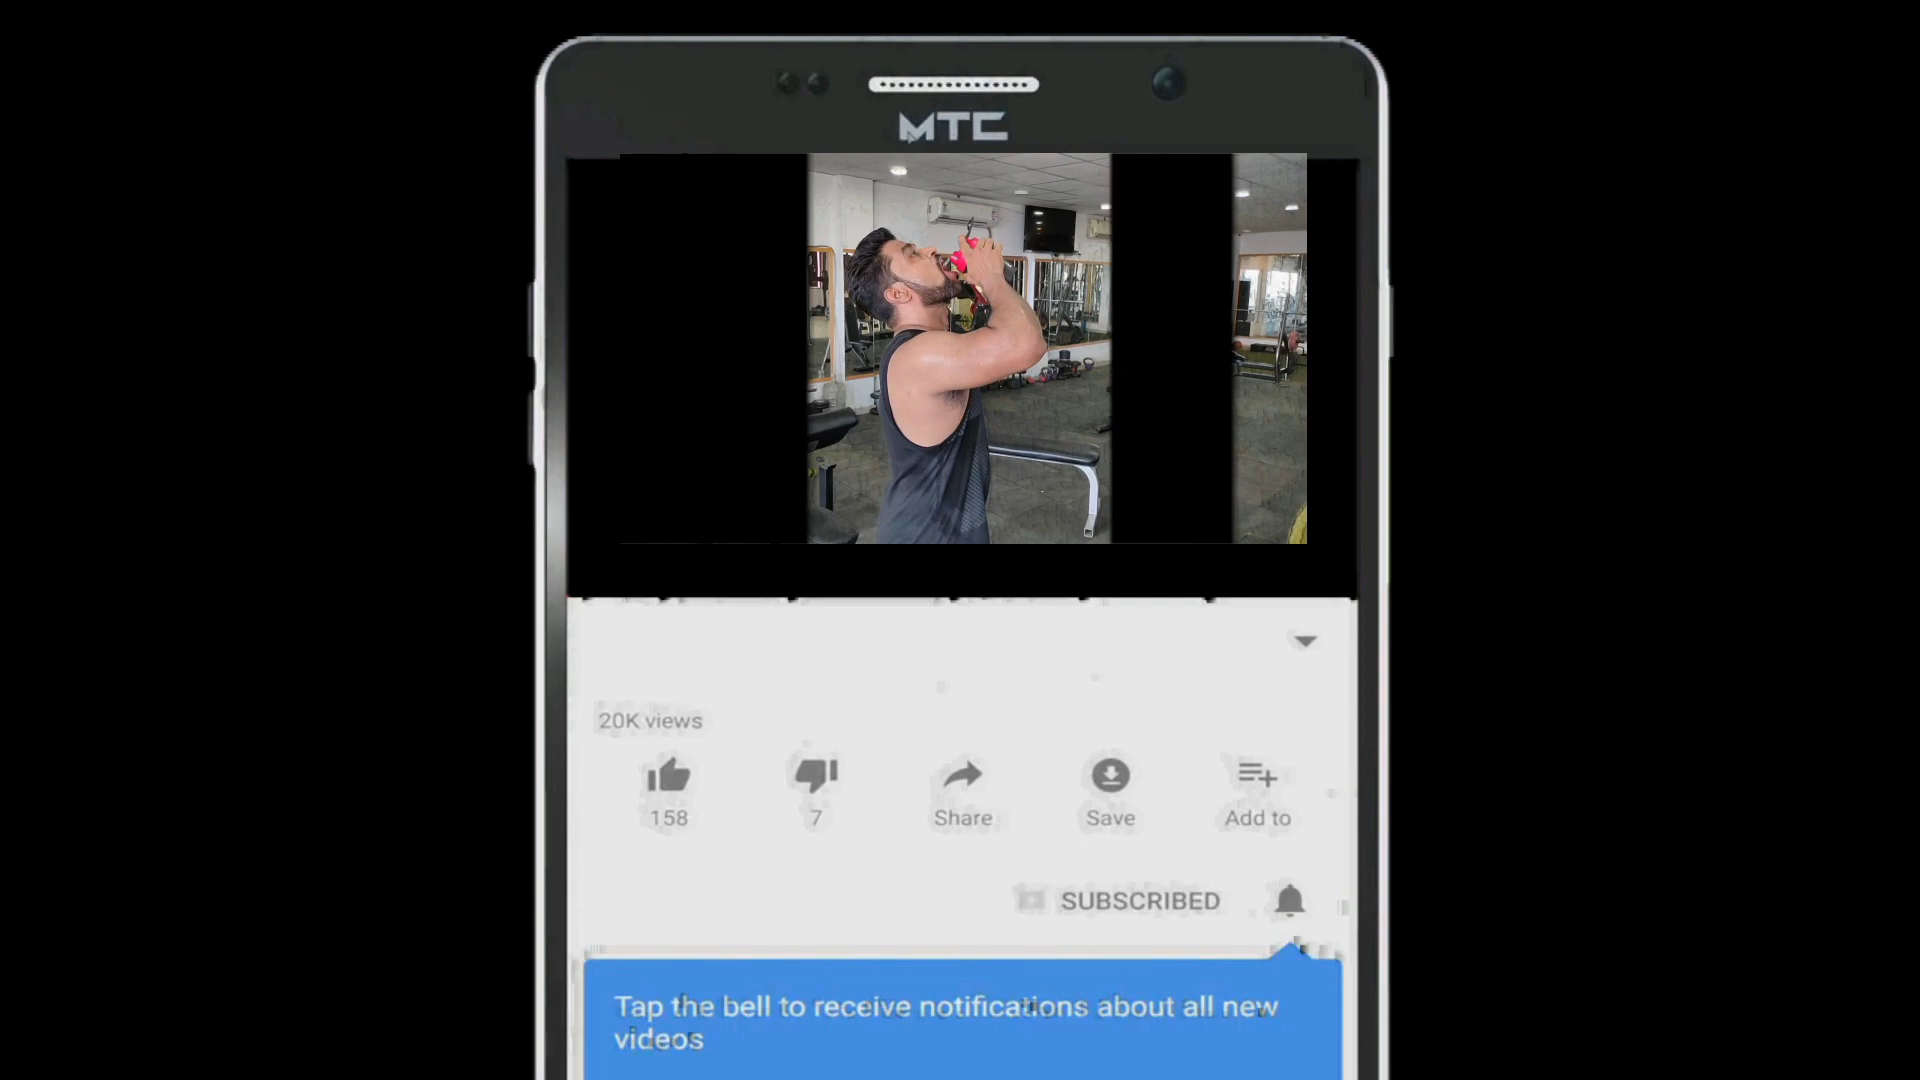 MTC
20K views
158
7
Share
Save
Add to
SUBSCRIBED
Tap the bell to receive notifications about all new
videos